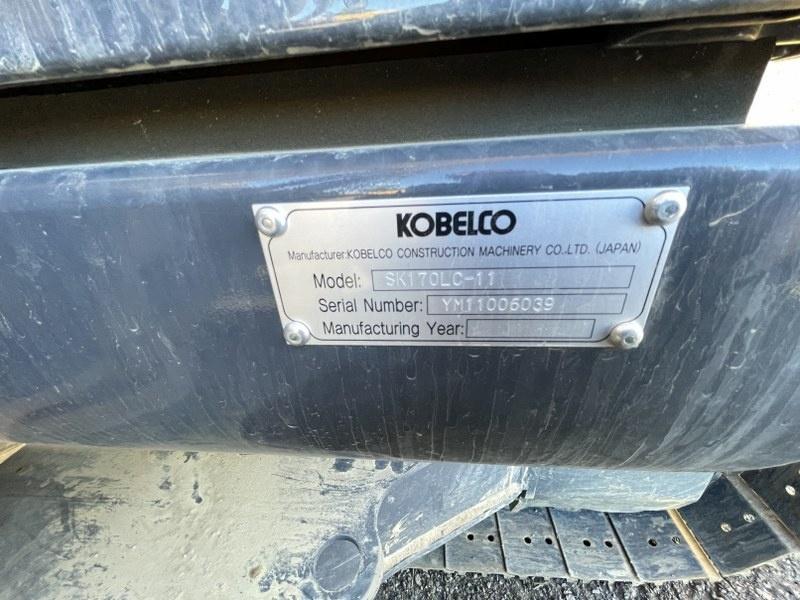 KOBELCO
Manufacturer:KOBELCO CONSTRUCTION MACHINERY CO.,LTD. (JAPAN)
Model: SK170LC-11
Serial Number: YM11006039
Manufacturing Year: